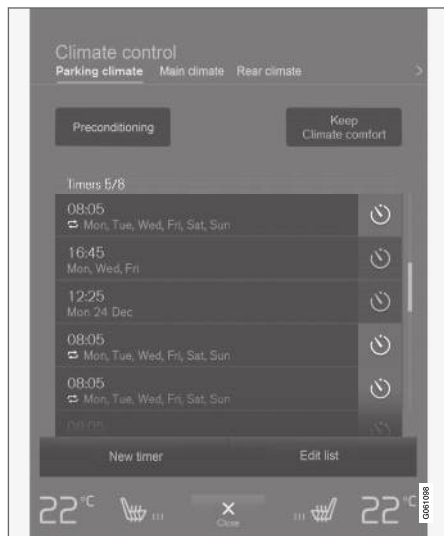 Climate control
Parking climate Main climate Rear climate >
Preconditioning
Keep
Climate comfort
Timers 5/8
08:05
Mon, Tue, Wed, Fri, Sat, Sun
16:45
Mon, Wed, Fri
12:25
Mon 24 Dec
08:05
Mon, Tue, Wed, Fri, Sat, Sun
08:05
Mon, Tue, Wed, Fri, Sat, Sun
08:05
New timer Edit list
22°C 22°C
Close
G061098